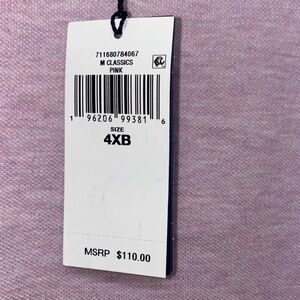 711680784067
M CLASSICS
PINK
1 96206 99381 6
SIZE
4XB
MSRP $110.00